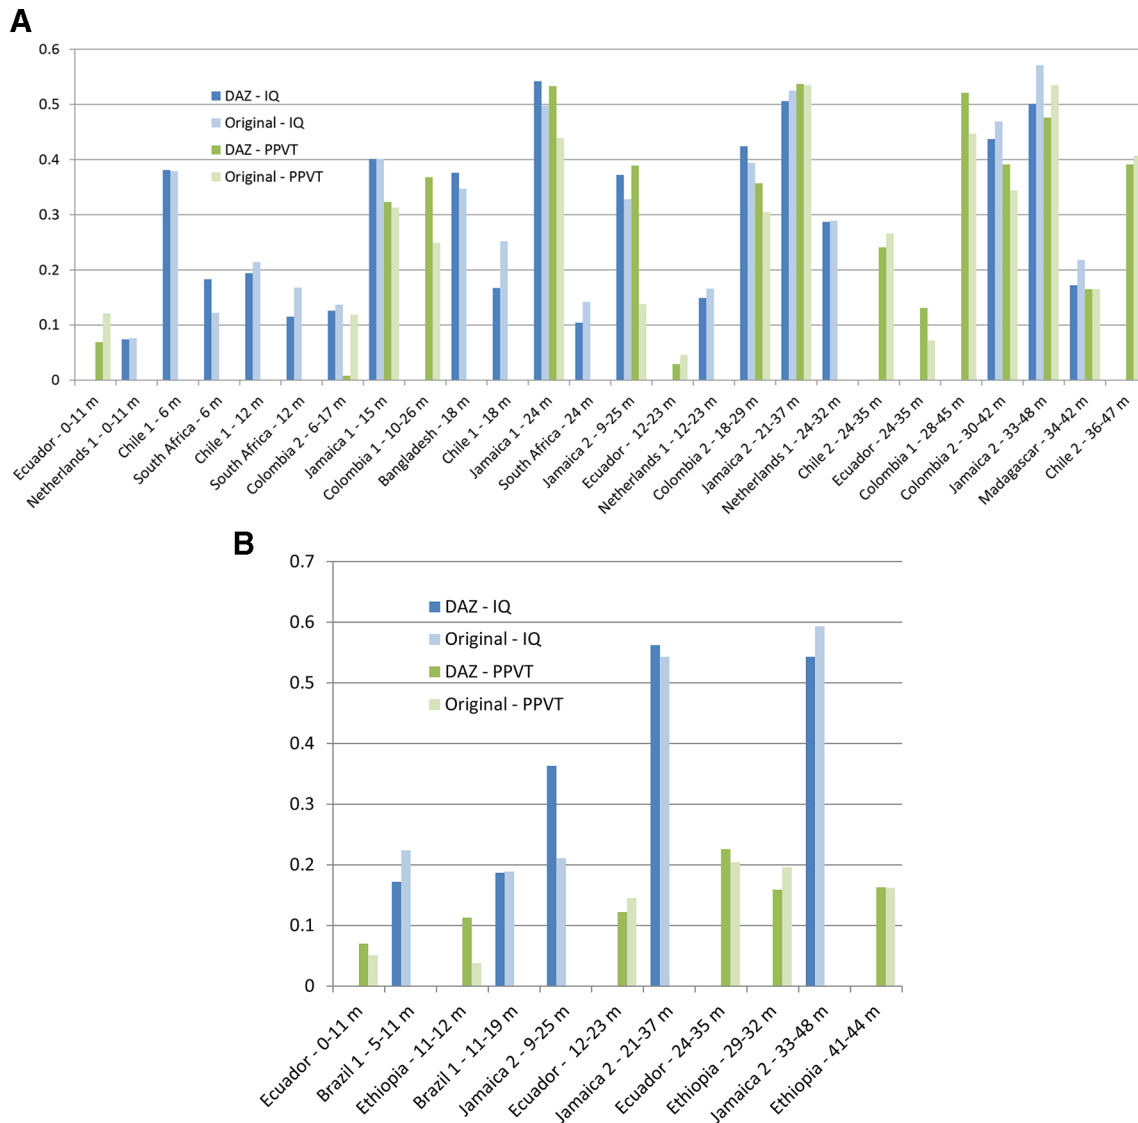 A
0.6
0.5
0.4
0.3
0.2
0.1
0
DAZ - IQ
Original - IQ
DAZ - PPVT
Original - PPVT
Ecuador - 0-11 m
Netherlands 1 - 0-11 m
Chile 1 - 6 m
South Africa - 6 m
Chile 1 - 12 m
South Africa - 12 m
Colombia 2 - 6-17 m
Jamaica 1 - 15 m
Colombia 1 - 10-26 m
Bangladesh - 18 m
Chile 1 - 18 m
Jamaica 1 - 24 m
South Africa - 24 m
Jamaica 2 - 9-25 m
Ecuador - 12-23 m
Netherlands 1 - 12-23 m
Colombia 2 - 18-29 m
Jamaica 2 - 21-37 m
Netherlands 1 - 24-32 m
Chile 2 - 24-35 m
Ecuador - 24-35 m
Colombia 1 - 28-45 m
Colombia 2 - 30-42 m
Jamaica 2 - 33-48 m
Madagascar - 34-42 m
Chile 2 - 36-47 m
B
0.7
0.6
0.5
0.4
0.3
0.2
0.1
0
DAZ - IQ
Original - IQ
DAZ - PPVT
Original - PPVT
Ecuador - 0-11 m
Brazil 1 - 5-11 m
Ethiopia - 11-12 m
Brazil 1 - 11-19 m
Jamaica 2 - 9-25 m
Ecuador - 12-23 m
Jamaica 2 - 21-37 m
Ecuador - 24-35 m
Ethiopia - 29-32 m
Jamaica 2 - 33-48 m
Ethiopia - 41-44 m